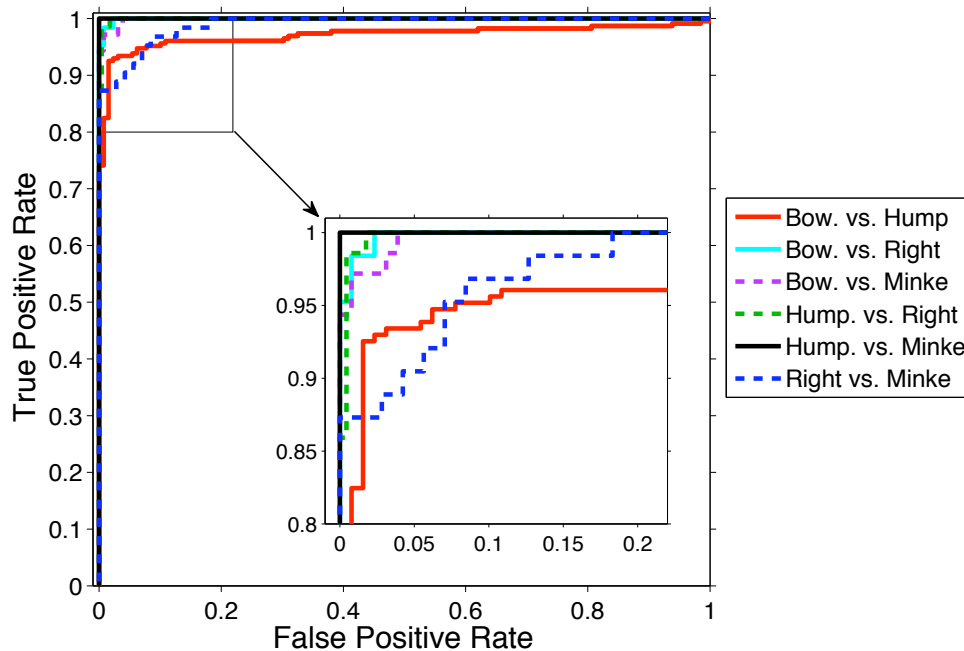 1
0.9
0.8
0.7
0.6
0.5
0.4
0.3
0.2
0.1
0
True Positive Rate
0 0.2 0.4 0.6 0.8 1
False Positive Rate
1
0.95
0.9
0.85
0.8
0 0.05 0.1 0.15 0.2
Bow. vs. Hump
Bow. vs. Right
Bow. vs. Minke
Hump. vs. Right
Hump. vs. Minke
Right vs. Minke